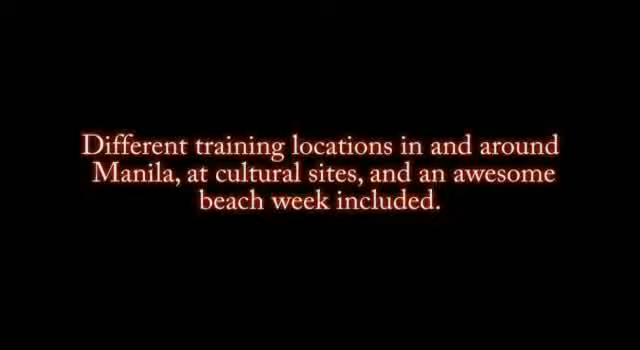 Different training locations in and around
Manila, at cultural sites, and an awesome
beach week included.